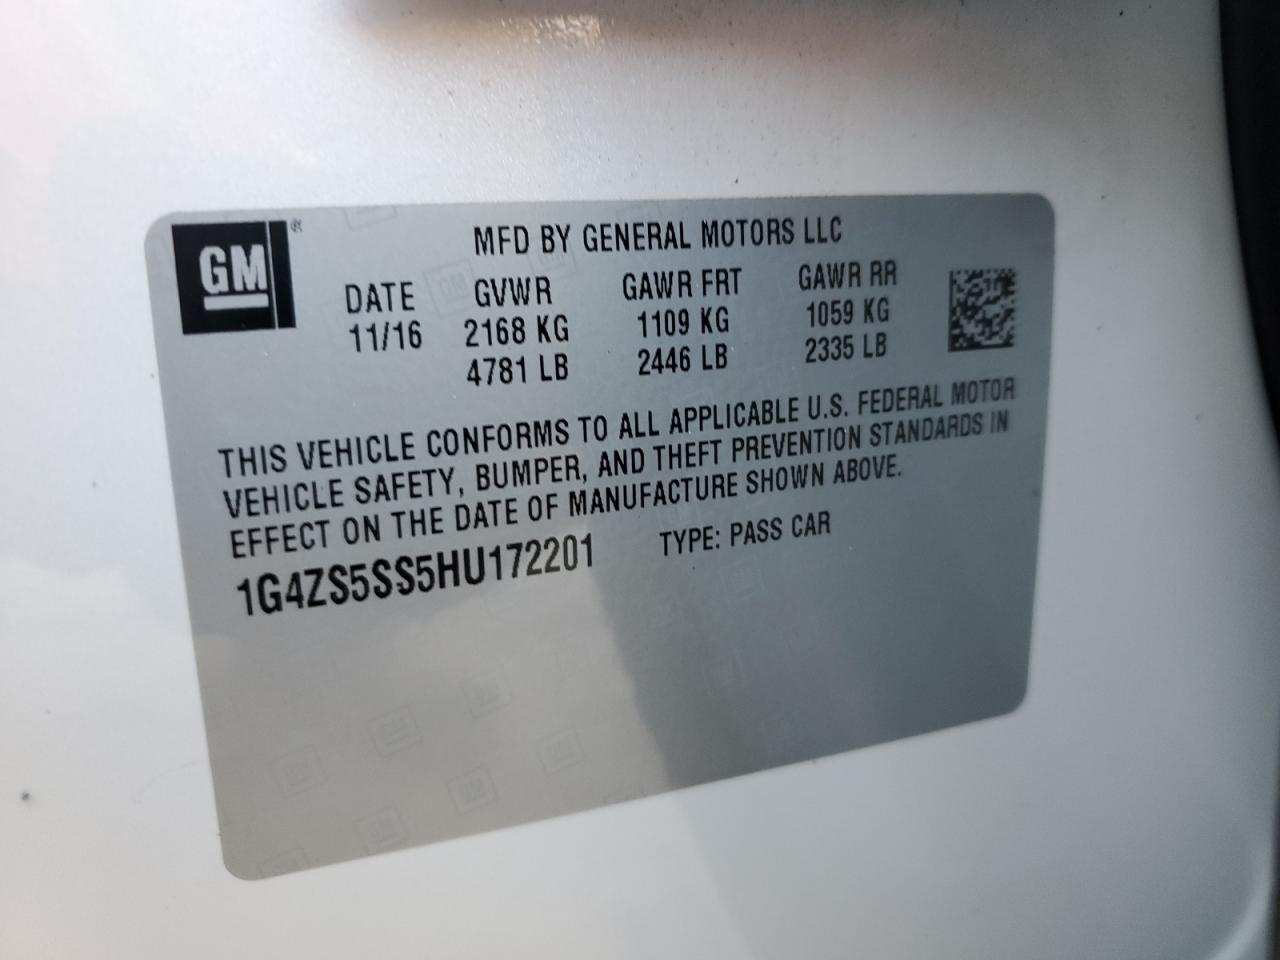 GM®
MFD BY GENERAL MOTORS LLC
DATE GVWR GAWR FRT GAWR RR
11/16 2168 KG 1109 KG 1059 KG
4781 LB 2446 LB 2335 LB
THIS VEHICLE CONFORMS TO ALL APPLICABLE U.S. FEDERAL MOTOR
VEHICLE SAFETY, BUMPER, AND THEFT PREVENTION STANDARDS IN
EFFECT ON THE DATE OF MANUFACTURE SHOWN ABOVE.
1G4ZS5SS5HU172201 TYPE: PASS CAR